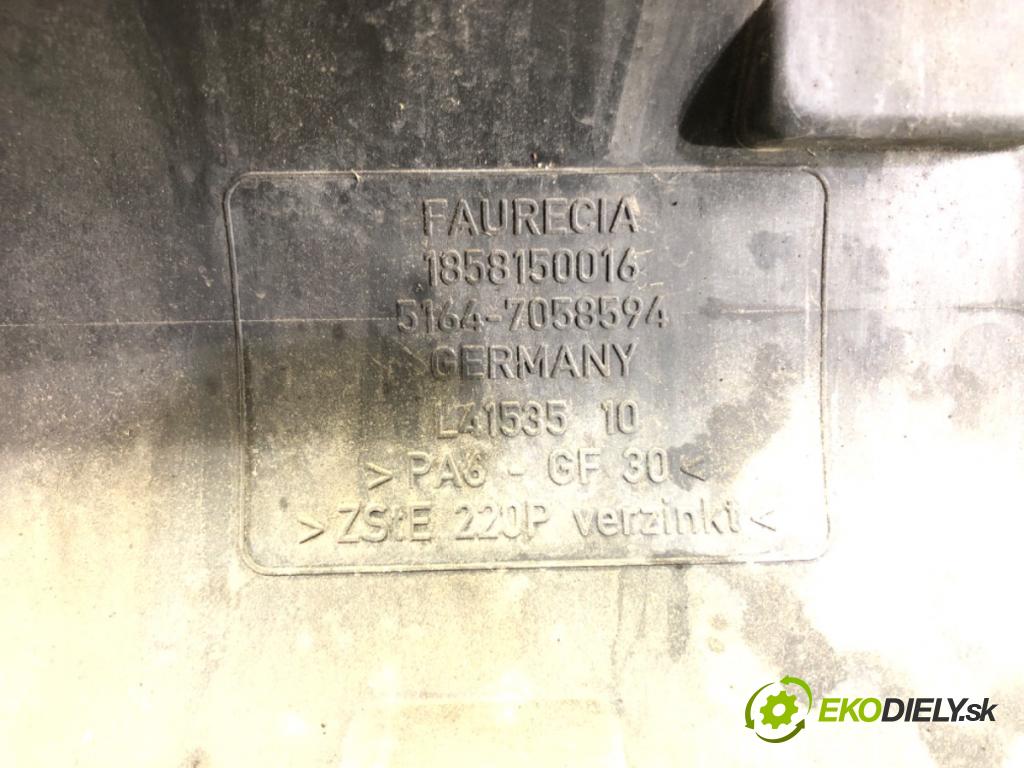 FAURECIA
1858150016
5164-7058594
GERMANY
LZ1535 10
>PA6 - GF 30<
>ZStE 220P verzinkt<
EKODIELY.sk